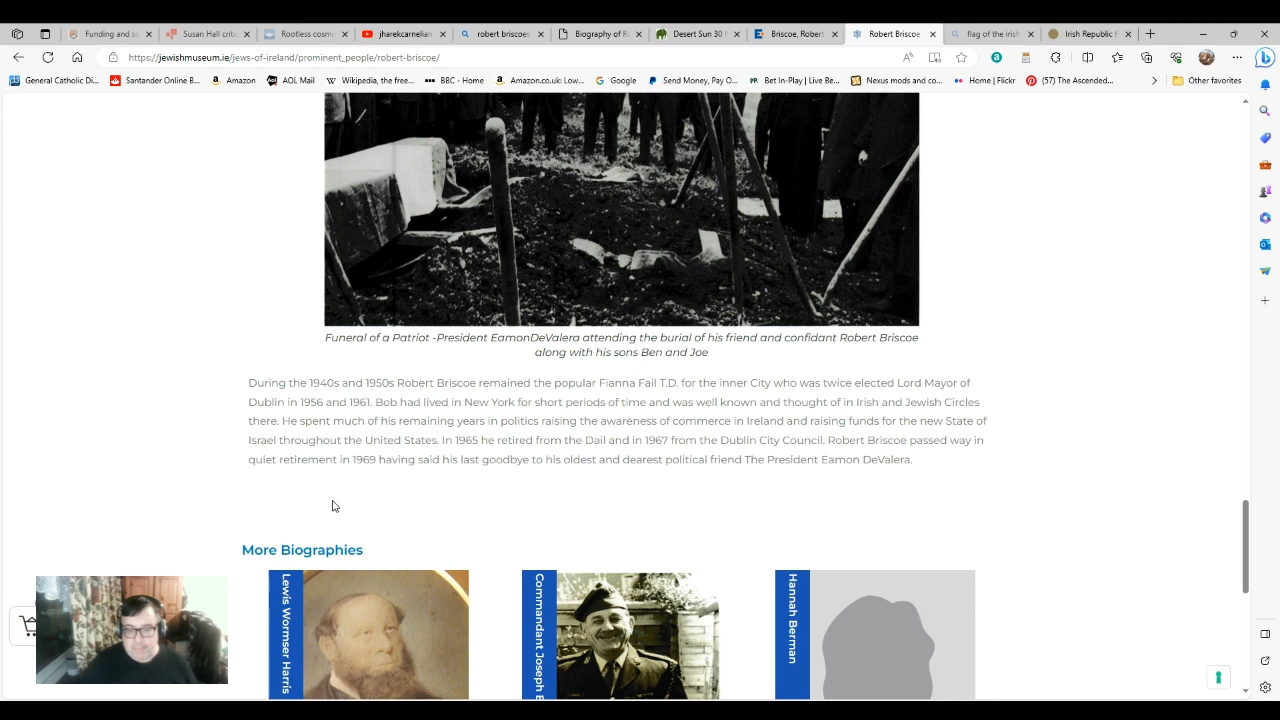 Funding and sc
Susan Hall criti
Rootless cosmo
jharekcarnelian
robert briscoes
Biography of Ro
Desert Sun 30 N
Briscoe, Robert
Robert Briscoe
flag of the irish
Irish Republic F
https://jewishmuseum.ie/jews-of-ireland/prominent_people/robert-briscoe/
General Catholic Di...
Santander Online B...
Amazon
AOL Mail
Wikipedia, the free...
BBC - Home
Amazon.co.uk: Low...
Google
Send Money, Pay O...
Bet In-Play | Live Be...
Nexus mods and co...
Home | Flickr
(57) The Ascended...
Other favorites
Funeral of a Patriot -President EamonDeValera attending the burial of his friend and confidant Robert Briscoe
along with his sons Ben and Joe
During the 1940s and 1950s Robert Briscoe remained the popular Fianna Fail T.D. for the inner City who was twice elected Lord Mayor of
Dublin in 1956 and 1961. Bob had lived in New York for short periods of time and was well known and thought of in Irish and Jewish Circles
there. He spent much of his remaining years in politics raising the awareness of commerce in Ireland and raising funds for the new State of
Israel throughout the United States. In 1965 he retired from the Dail and in 1967 from the Dublin City Council. Robert Briscoe passed way in
quiet retirement in 1969 having said his last goodbye to his oldest and dearest political friend The President Eamon DeValera.
More Biographies
Lewis Wormser Harris
Commandant Joseph
Hannah Berman